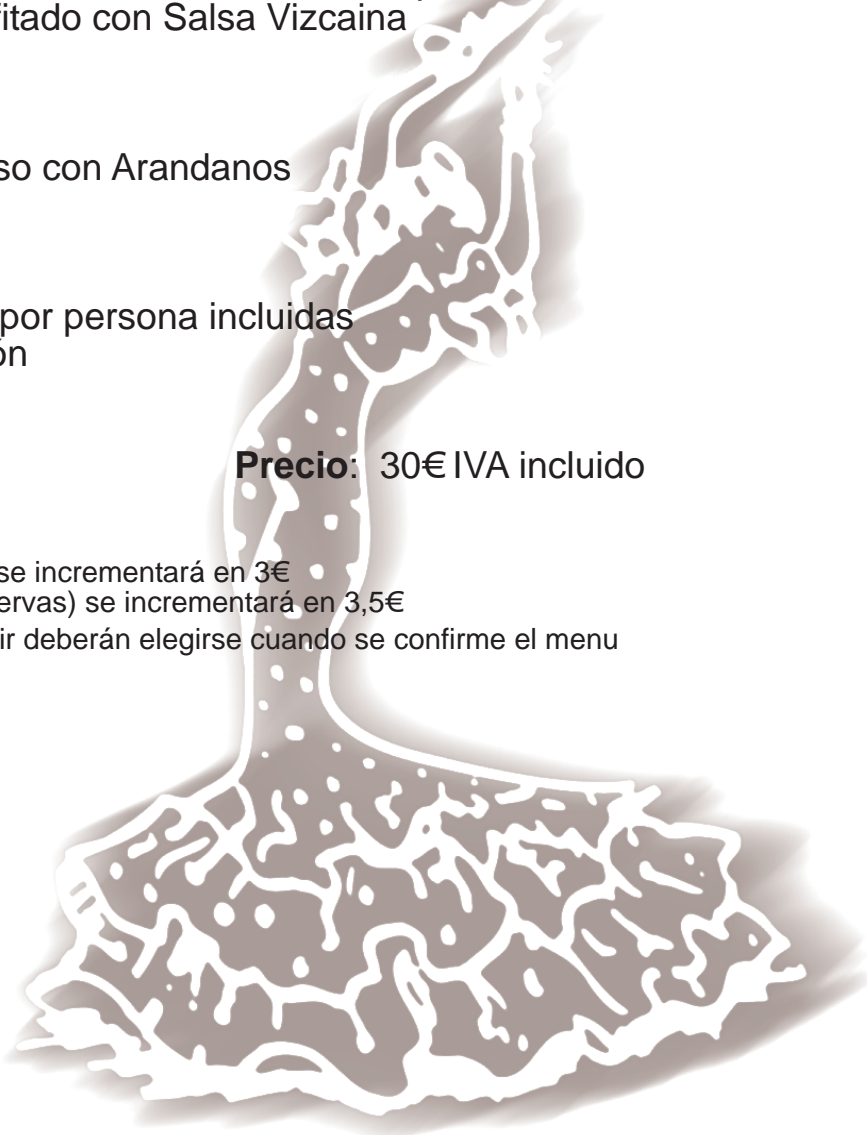 fitado con Salsa Vizcaina
so con Arandanos
por persona incluidas
ón
Precio: 30€ IVA incluido
se incrementará en 3€
ervas) se incrementará en 3,5€
ir deberán elegirse cuando se confirme el menu